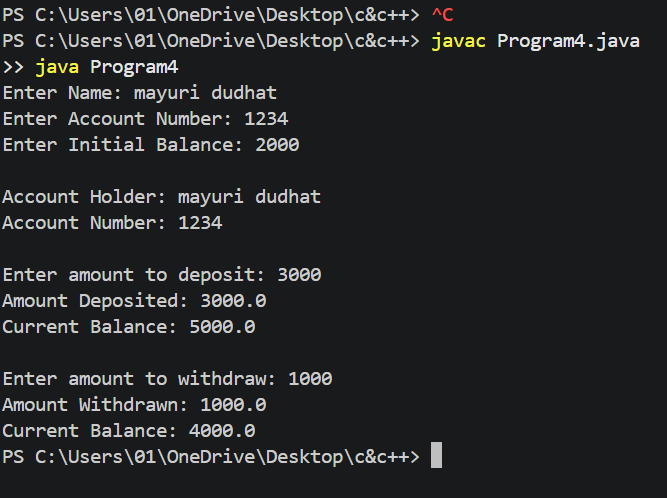 PS C:\Users\01\OneDrive\Desktop\c&c++> ^C
PS C:\Users\01\OneDrive\Desktop\c&c++> javac Program4.java
>> java Program4
Enter Name: mayuri dudhat
Enter Account Number: 1234
Enter Initial Balance: 2000

Account Holder: mayuri dudhat
Account Number: 1234

Enter amount to deposit: 3000
Amount Deposited: 3000.0
Current Balance: 5000.0

Enter amount to withdraw: 1000
Amount Withdrawn: 1000.0
Current Balance: 4000.0
PS C:\Users\01\OneDrive\Desktop\c&c++>